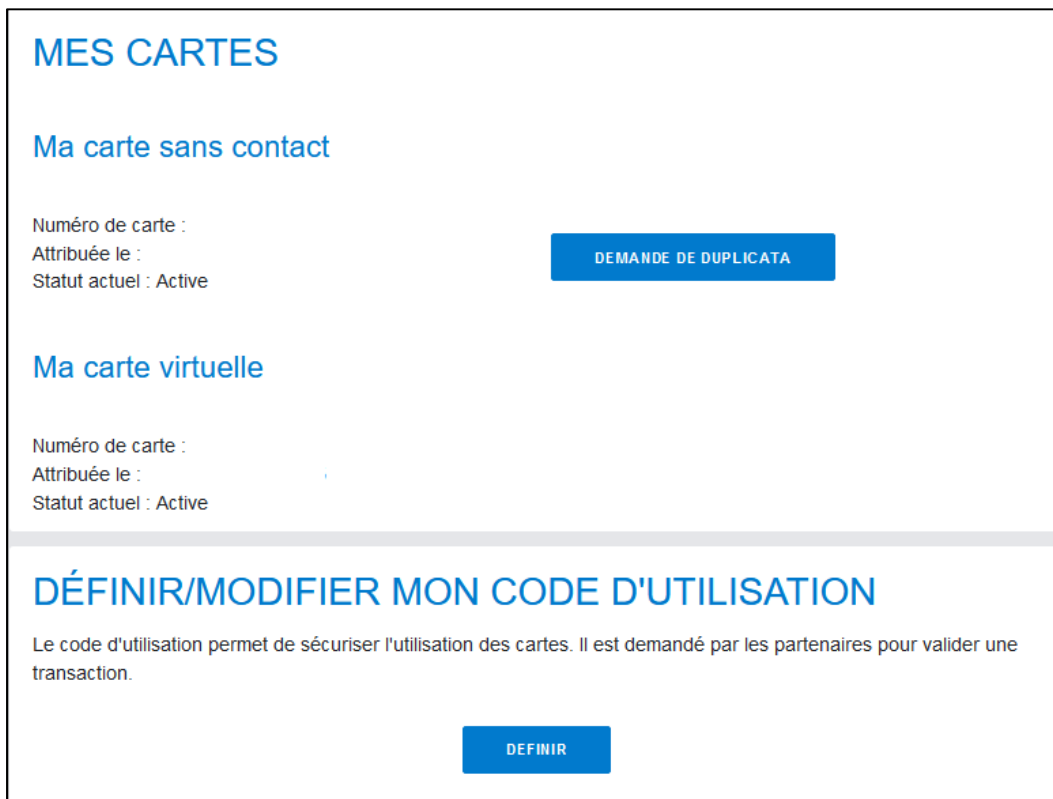 MES CARTES
Ma carte sans contact
Numéro de carte :
Attribuée le :
Statut actuel : Active
DEMANDE DE DUPLICATA
Ma carte virtuelle
Numéro de carte :
Attribuée le :
Statut actuel : Active
DÉFINIR/MODIFIER MON CODE D'UTILISATION
Le code d'utilisation permet de sécuriser l'utilisation des cartes. Il est demandé par les partenaires pour valider une
transaction.
DEFINIR